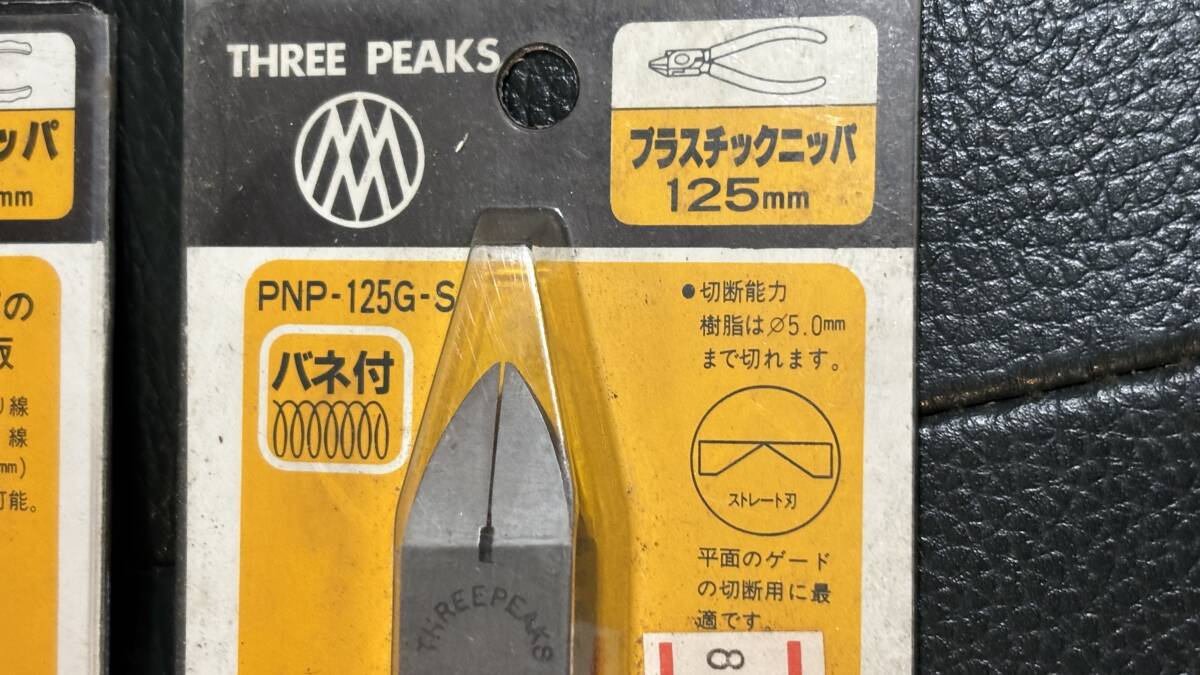 THREE PEAKS
プラスチックニッパ
125mm
PNP-125G-S
バネ付
●切断能力
樹脂は∅5.0mm
まで切れます。
ストレート刃
平面のゲード
の切断用に最
適です。
THREEPEAKS
8
ッパ
mm
の
り線
線
mm)
可能。